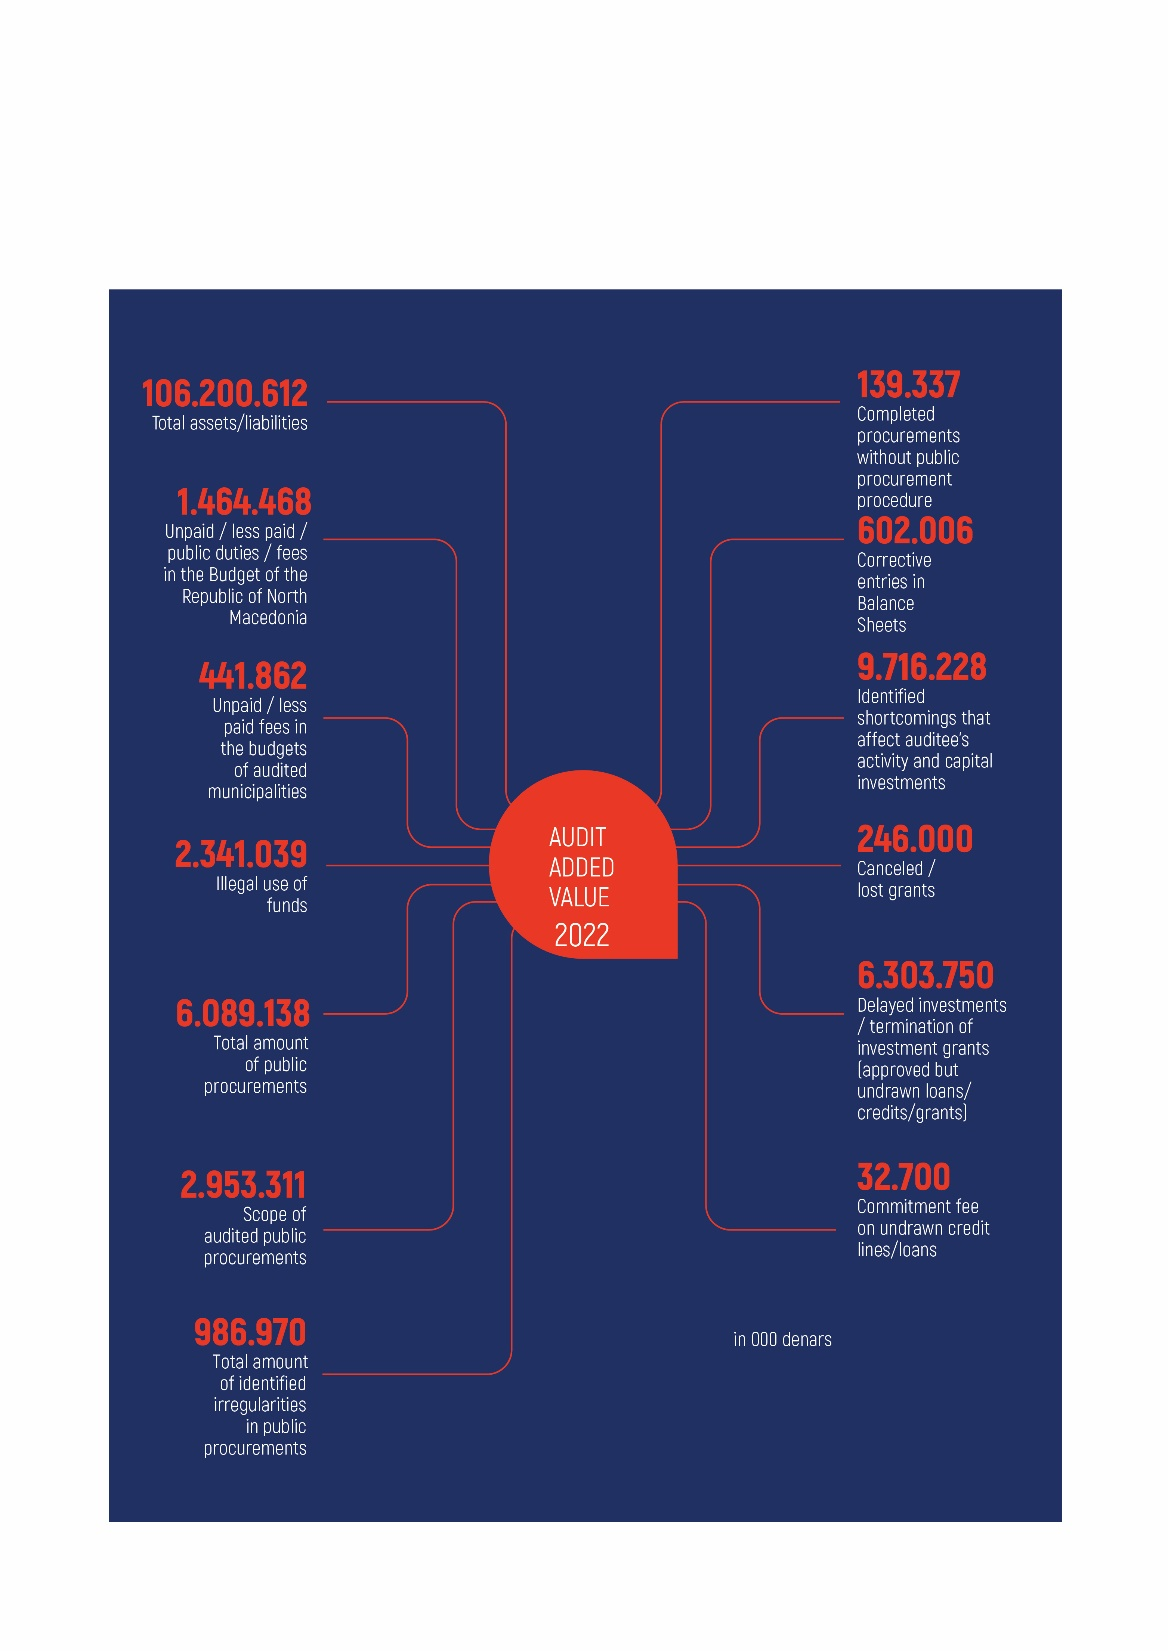 106.200.612
Total assets/liabilities
1.464.468
Unpaid / less paid /
public duties / fees
in the Budget of the
Republic of North
Macedonia
441.862
Unpaid / less
paid fees in
the budgets
of audited
municipalities
2.341.039
Illegal use of
funds
6.089.138
Total amount
of public
procurements
2.953.311
Scope of
audited public
procurements
986.970
Total amount
of identified
irregularities
in public
procurements
AUDIT
ADDED
VALUE
2022
139.337
Completed
procurements
without public
procurement
procedure
602.006
Corrective
entries in
Balance
Sheets
9.716.228
Identified
shortcomings that
affect auditee's
activity and capital
investments
246.000
Canceled /
lost grants
6.303.750
Delayed investments
/ termination of
investment grants
(approved but
undrawn loans/
credits/grants)
32.700
Commitment fee
on undrawn credit
lines/loans
in 000 denars